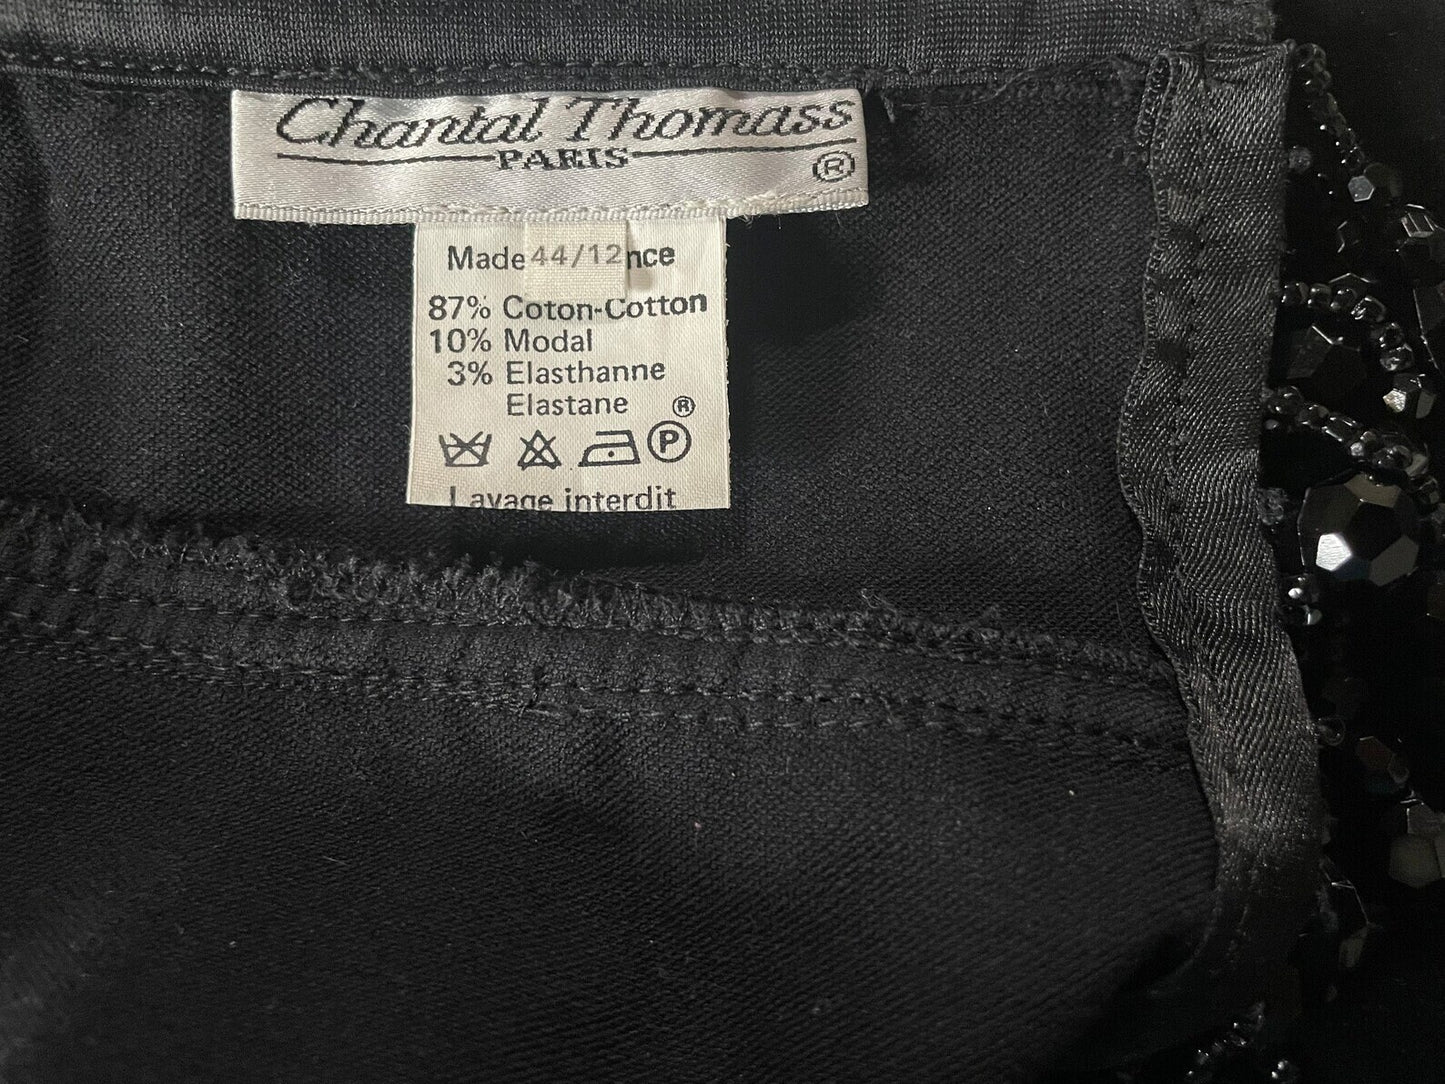 Chantal Thomass
PARIS
®
Made 44/12 nce
87% Coton-Cotton
10% Modal
3% Elasthanne
Elastane ®
P
Lavage interdit